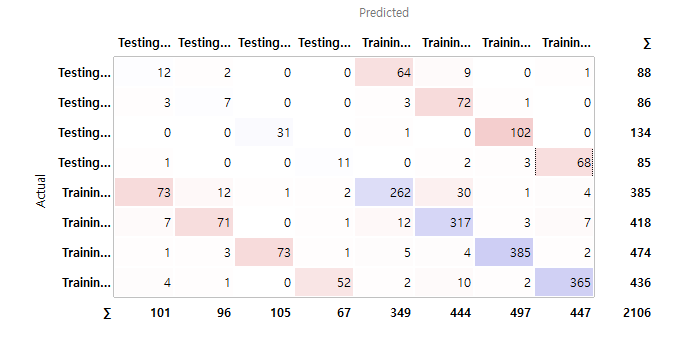 Predicted
Testing... Testing... Testing... Testing... Trainin... Trainin... Trainin... Trainin... ∑
Testing... 12 2 0 0 64 9 0 1 88
Testing... 3 7 0 0 3 72 1 0 86
Testing... 0 0 31 0 1 0 102 0 134
Testing... 1 0 0 11 0 2 3 68 85
Trainin... 73 12 1 2 262 30 1 4 385
Trainin... 7 71 0 1 12 317 3 7 418
Trainin... 1 3 73 1 5 4 385 2 474
Trainin... 4 1 0 52 2 10 2 365 436
∑ 101 96 105 67 349 444 497 447 2106
Actual